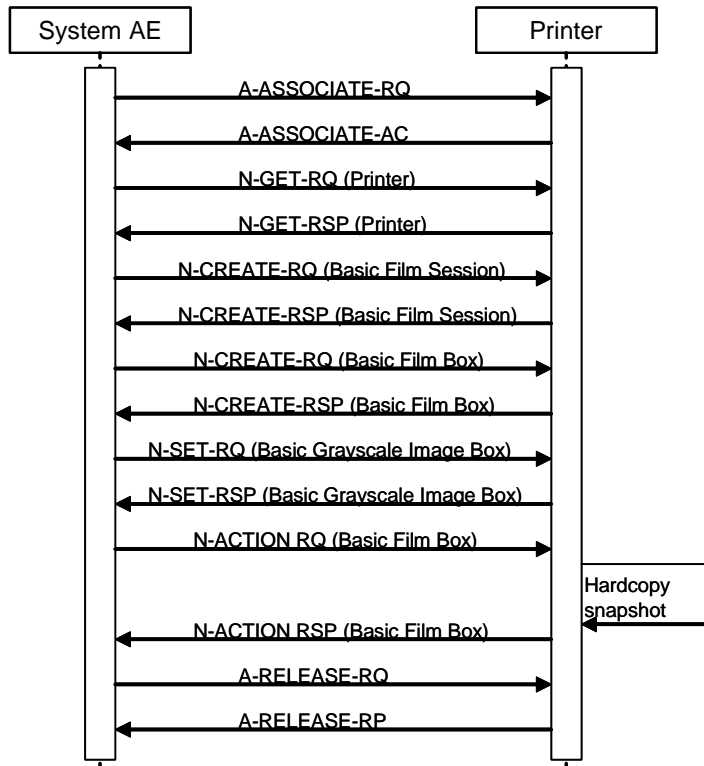 System AE
Printer
A-ASSOCIATE-RQ
A-ASSOCIATE-AC
N-GET-RQ (Printer)
N-GET-RSP (Printer)
N-CREATE-RQ (Basic Film Session)
N-CREATE-RSP (Basic Film Session)
N-CREATE-RQ (Basic Film Box)
N-CREATE-RSP (Basic Film Box)
N-SET-RQ (Basic Grayscale Image Box)
N-SET-RSP (Basic Grayscale Image Box)
N-ACTION RQ (Basic Film Box)
Hardcopy
snapshot
N-ACTION RSP (Basic Film Box)
A-RELEASE-RQ
A-RELEASE-RP